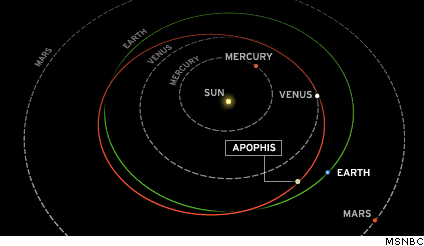 EARTH
MARS
VENUS
MERCURY
MERCURY
SUN
VENUS
APOPHIS
EARTH
MARS
MSNBC